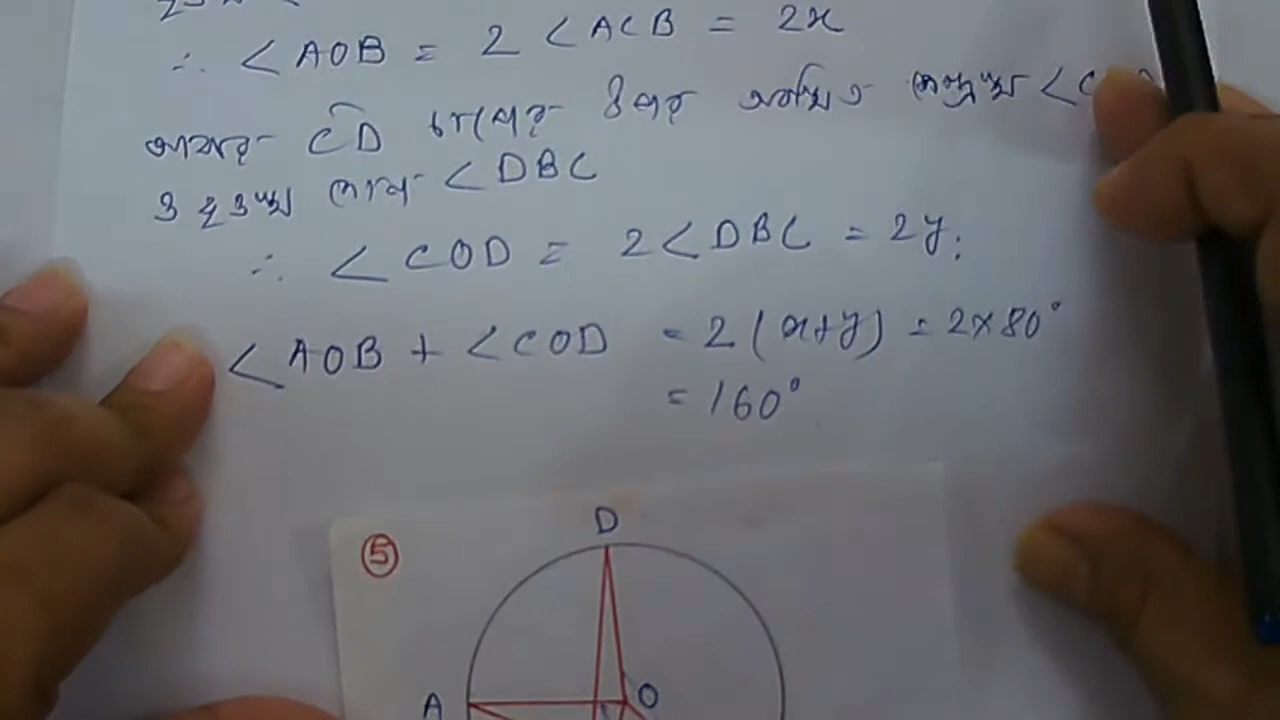 ∴ <AOB = 2 <ACB = 2x
আবার CD চাপের ওপর অবস্থিত কেন্দ্রস্থ <C
ও বৃত্তস্থ কোণ <DBC
∴ <COD = 2<DBC = 2y.
<AOB + <COD = 2(x+y) = 2×80°
= 160°
⑤
D
A
O